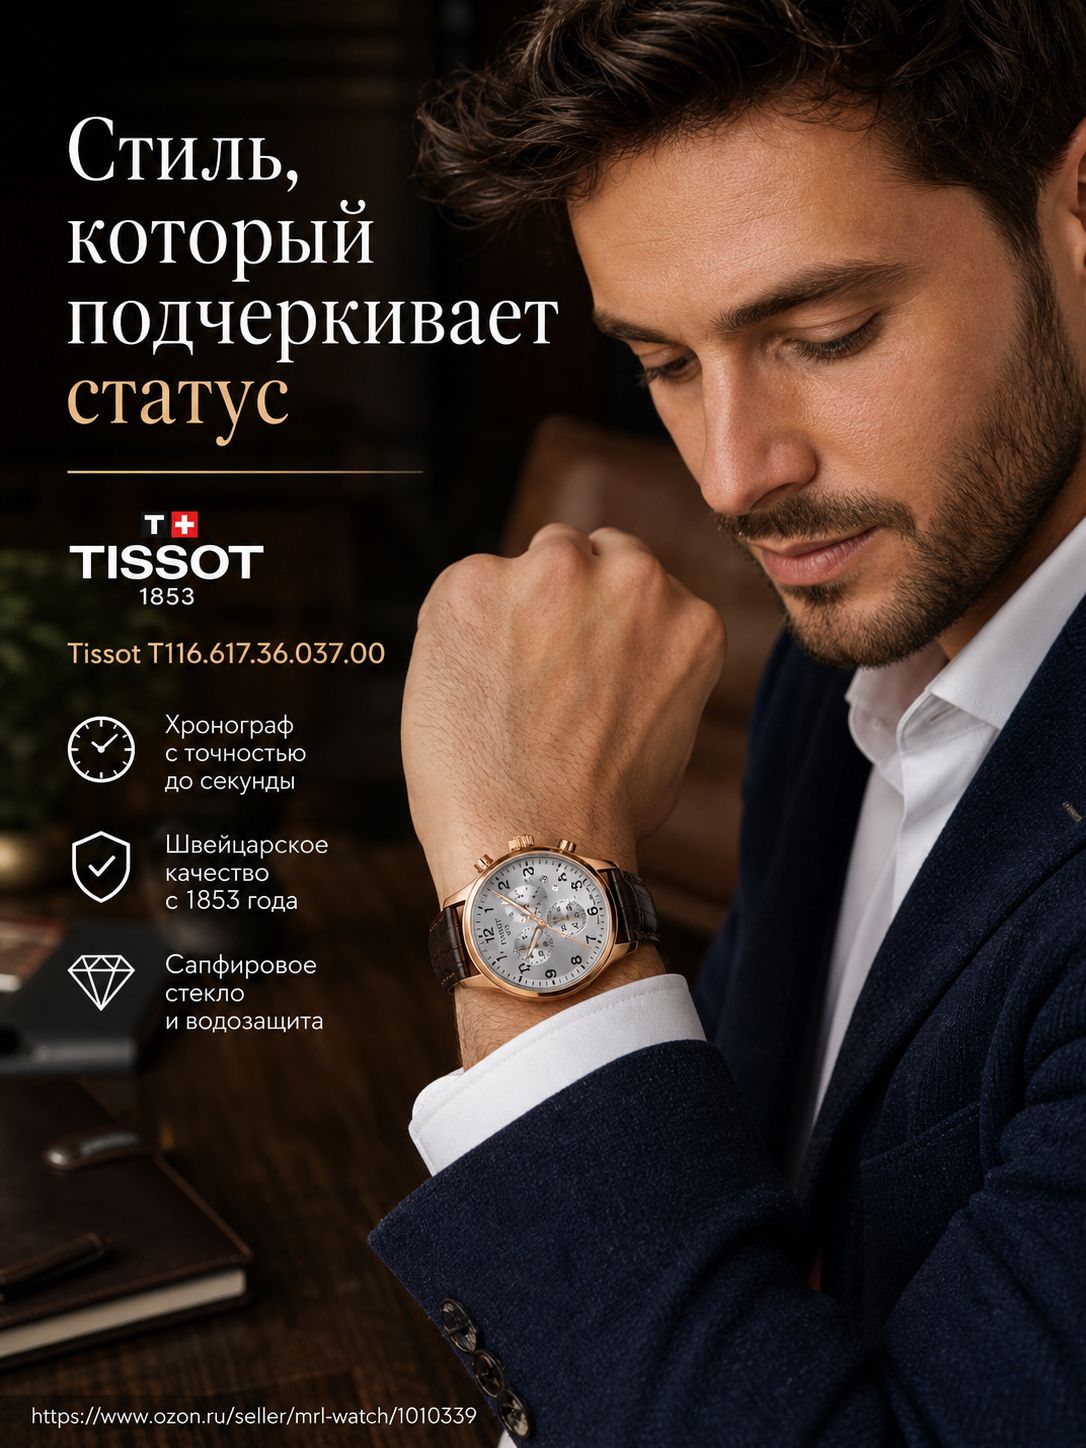 Стиль,
который
подчеркивает
статус
T+
TISSOT
1853
Tissot T116.617.36.037.00
Хронограф
с точностью
до секунды
Швейцарское
качество
с 1853 года
Сапфировое
стекло
и водозащита
https://www.ozon.ru/seller/mrl-watch/1010339